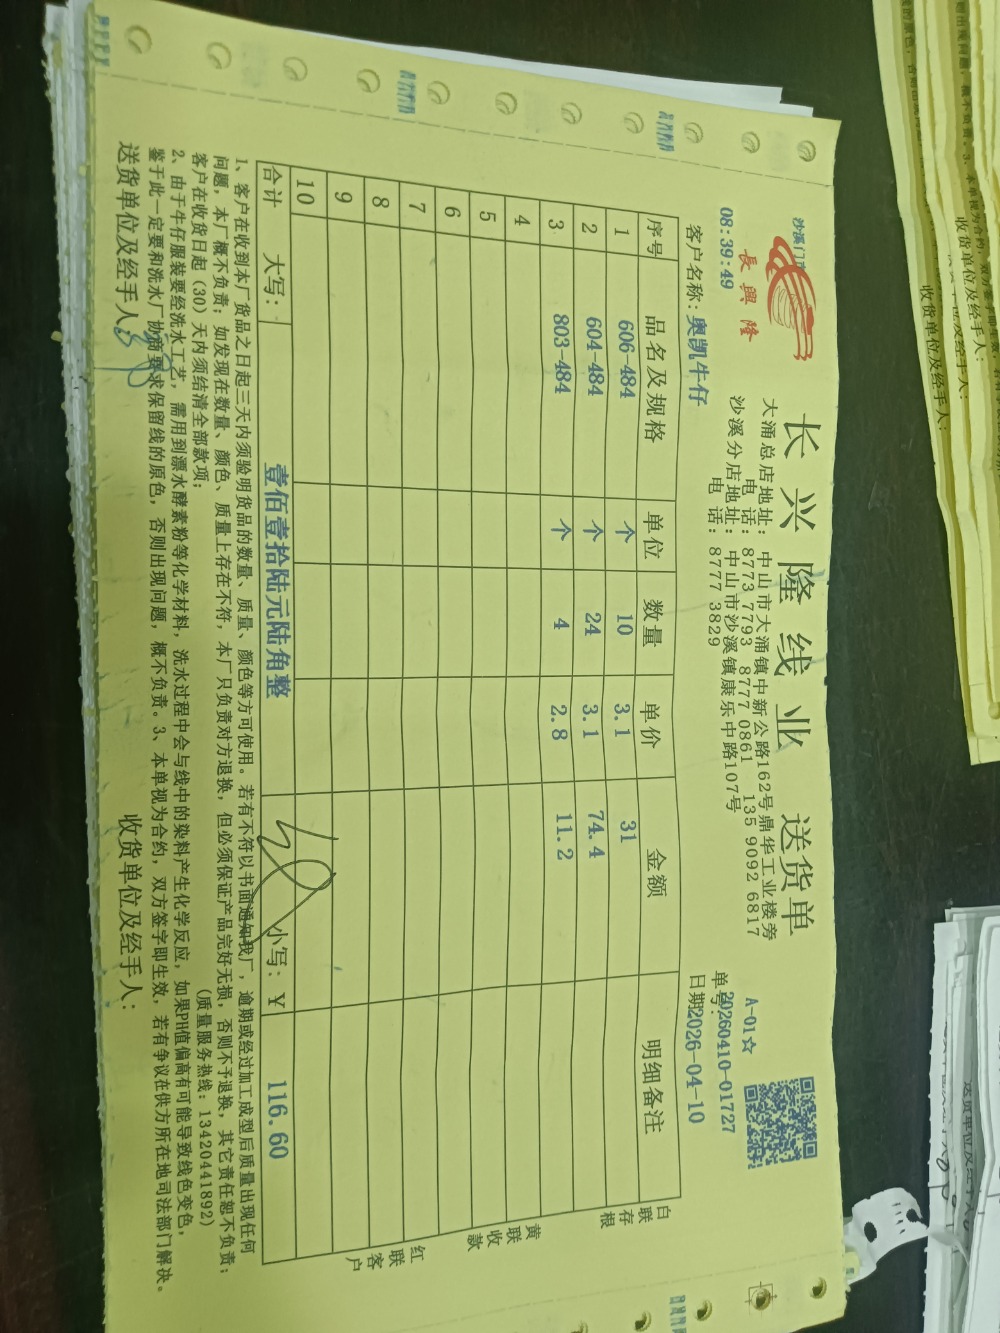 沙溪门市
長興隆
08:39:49
长兴隆线业 送货单
大涌总店地址：中山市大涌镇中新公路162号鼎华工业楼旁
电 话：8773 7793 8777 0861 135 9092 6817
沙溪分店地址：中山市沙溪镇康乐中路107号
电 话：8777 3829
A-01☆
单号:20260410-01727
日期2026-04-10
客户名称:奥凯牛仔
序号 品名及规格 单位 数量 单价 金额 明细备注
1 606-484 个 10 3.1 31
2 604-484 个 24 3.1 74.4
3 803-484 个 4 2.8 11.2
4
5
6
7
8
9
10
合计 大写： 壹佰壹拾陆元陆角整 小写：￥ 116.60
白联存根
黄联收款
红联客户
1、客户在收到本厂货品之日起三天内须验明货品的数量、质量、颜色等方可使用。若有不符以书面通知我厂，逾期或经过加工成型后质量出现任何
问题，本厂概不负责；如发现在数量、颜色、质量上存在不符，本厂只负责对方退换，但必须保证产品完好无损，否则不予退换，其它责任恕不负责；
客户在收货日起（30）天内须结清全部款项； （质量服务热线：13420441892）
2、由于牛仔服装要经洗水工艺，需用到漂水酵素粉等化学材料，洗水过程中会与线中的染料产生化学反应，如果PH值偏高有可能导致线色变色，
鉴于此一定要和洗水厂协商要求保留线的原色，否则出现问题，概不负责。3、本单视为合约，双方签字即生效，若有争议在供方所在地司法部门解决。
送货单位及经手人： 收货单位及经手人：
收货单位及经手人：
收货单位及经手人：